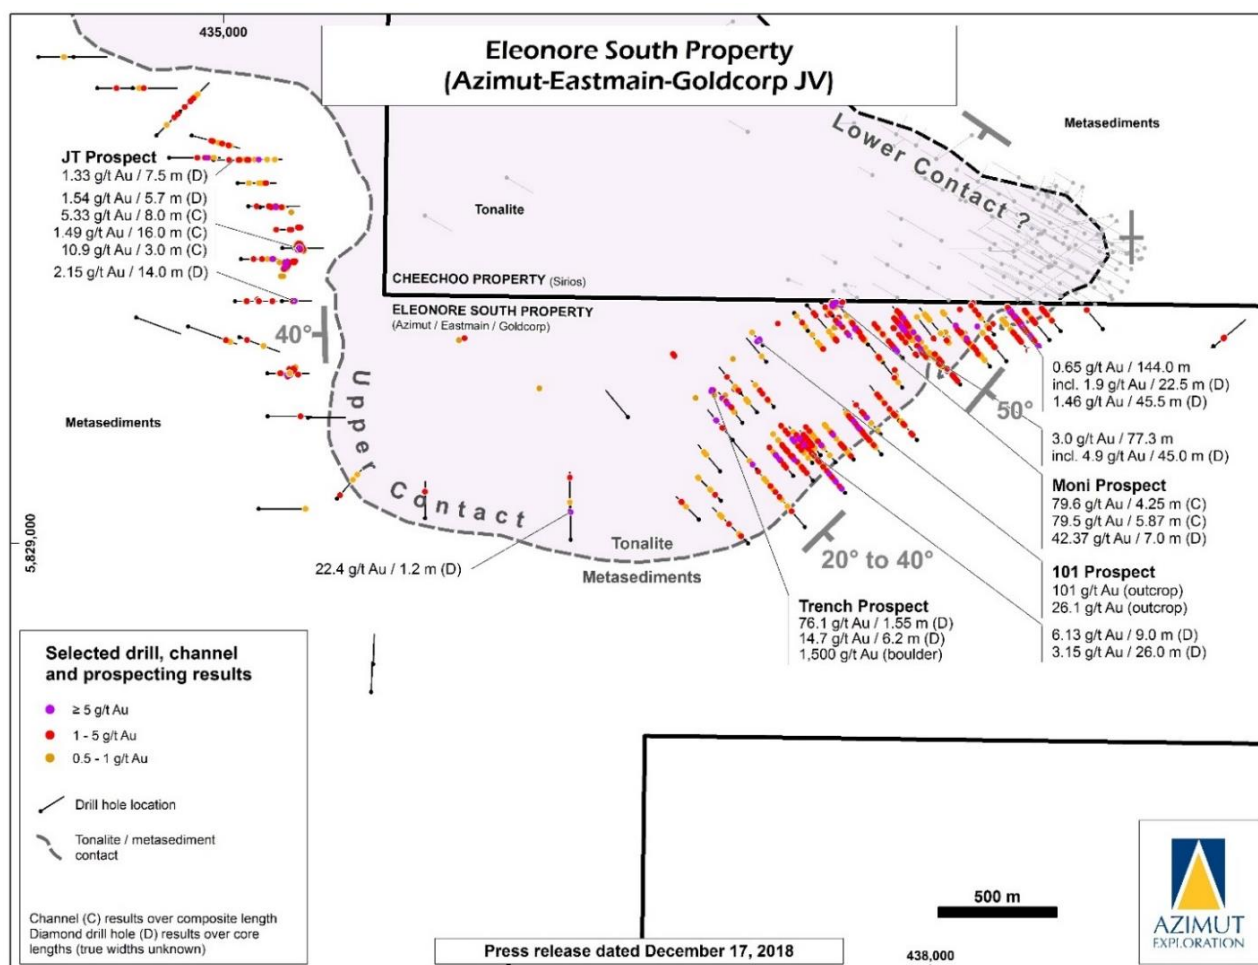 435,000
Eleonore South Property
(Azimut-Eastmain-Goldcorp JV)
Metasediments
Lower Contact ?
JT Prospect
1.33 g/t Au / 7.5 m (D)
1.54 g/t Au / 5.7 m (D)
5.33 g/t Au / 8.0 m (C)
1.49 g/t Au / 16.0 m (C)
10.9 g/t Au / 3.0 m (C)
2.15 g/t Au / 14.0 m (D)
Tonalite
CHEECHOO PROPERTY (Sirios)
ELEONORE SOUTH PROPERTY
(Azimut / Eastmain / Goldcorp)
40°
Metasediments
Upper Contact
50°
0.65 g/t Au / 144.0 m
incl. 1.9 g/t Au / 22.5 m (D)
1.46 g/t Au / 45.5 m (D)
3.0 g/t Au / 77.3 m
incl. 4.9 g/t Au / 45.0 m (D)
Moni Prospect
79.6 g/t Au / 4.25 m (C)
79.5 g/t Au / 5.87 m (C)
42.37 g/t Au / 7.0 m (D)
101 Prospect
101 g/t Au (outcrop)
26.1 g/t Au (outcrop)
6.13 g/t Au / 9.0 m (D)
3.15 g/t Au / 26.0 m (D)
5,829,000
22.4 g/t Au / 1.2 m (D)
Tonalite
Metasediments
20° to 40°
Trench Prospect
76.1 g/t Au / 1.55 m (D)
14.7 g/t Au / 6.2 m (D)
1,500 g/t Au (boulder)
Selected drill, channel
and prospecting results
≥ 5 g/t Au
1 - 5 g/t Au
0.5 - 1 g/t Au
Drill hole location
Tonalite / metasediment
contact
Channel (C) results over composite length
Diamond drill hole (D) results over core
lengths (true widths unknown)
500 m
Press release dated December 17, 2018
438,000
AZIMUT
EXPLORATION